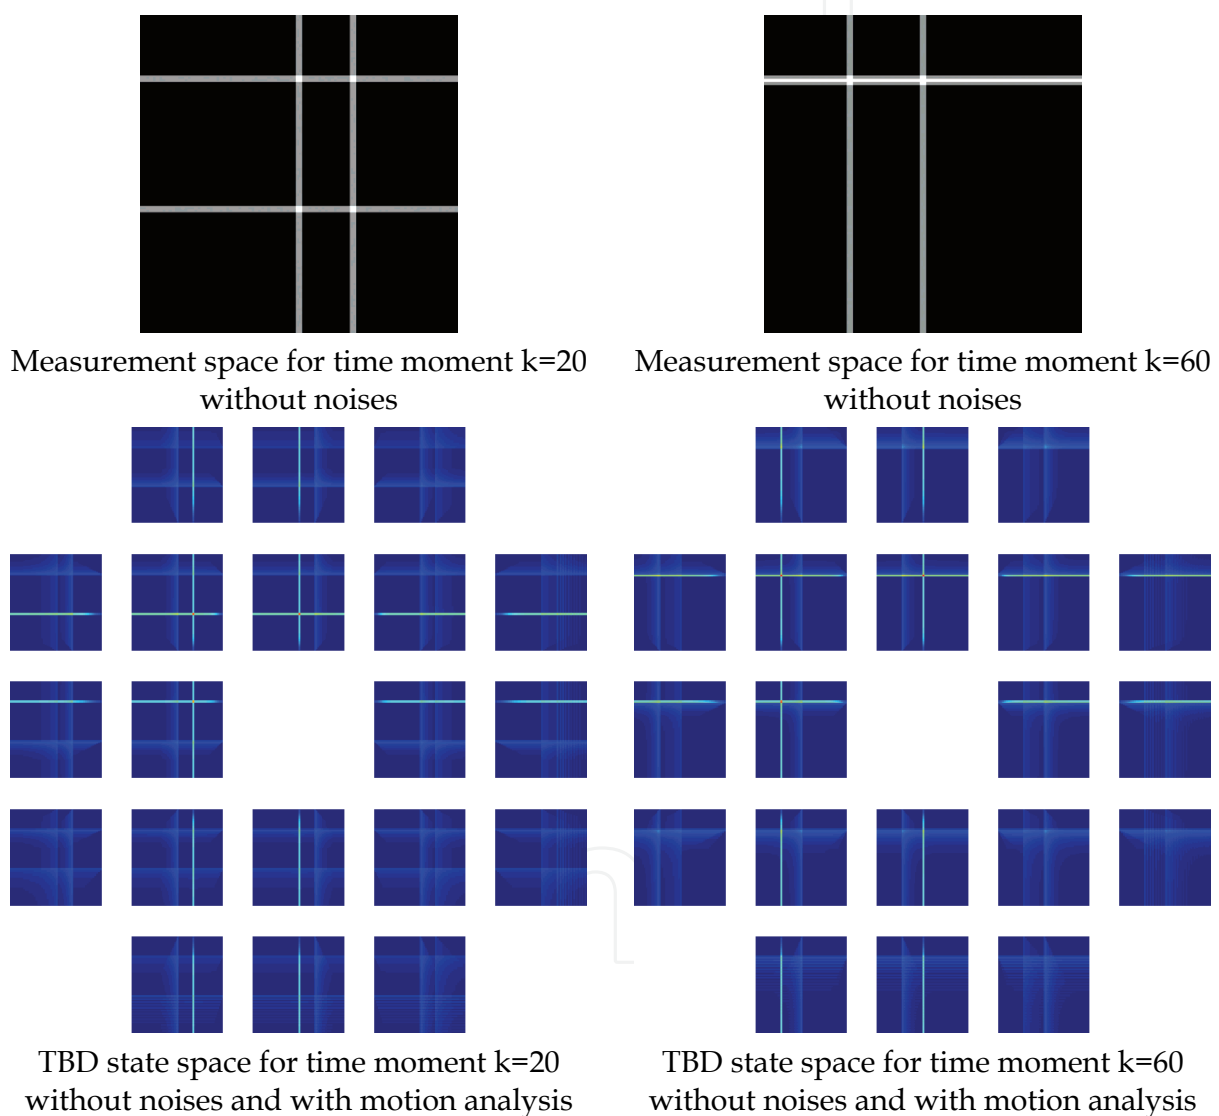 Measurement space for time moment k=20
without noises
Measurement space for time moment k=60
without noises
TBD state space for time moment k=20
without noises and with motion analysis
TBD state space for time moment k=60
without noises and with motion analysis